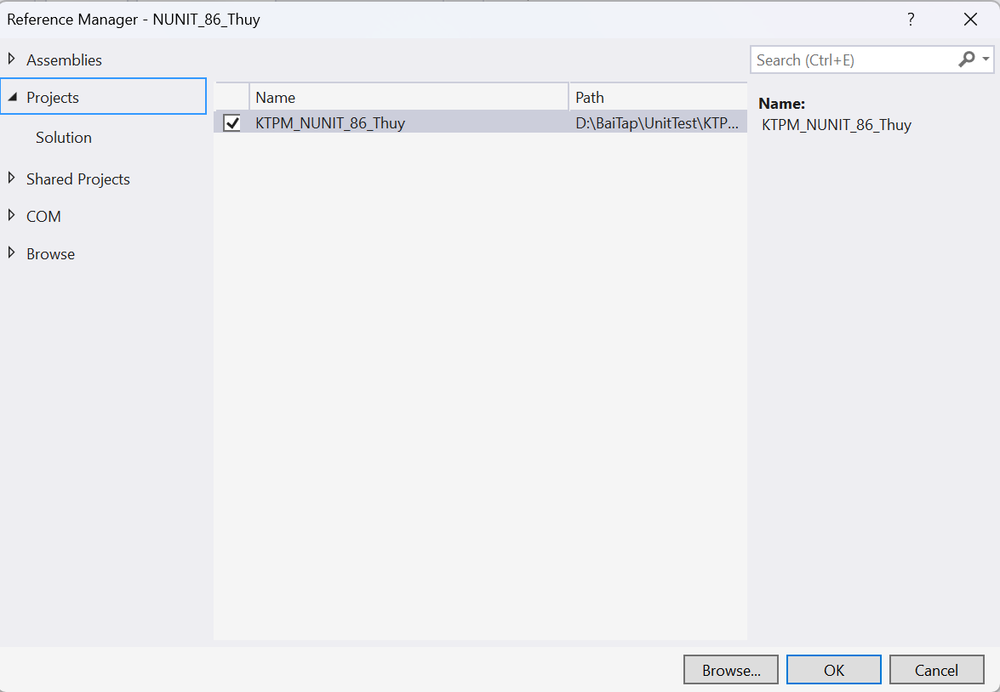 Reference Manager - NUNIT_86_Thuy
?
Assemblies
Projects
Solution
Shared Projects
COM
Browse
Name Path
KTPM_NUNIT_86_Thuy D:\BaiTap\UnitTest\KTP...
Search (Ctrl+E)
Name:
KTPM_NUNIT_86_Thuy
Browse... OK Cancel